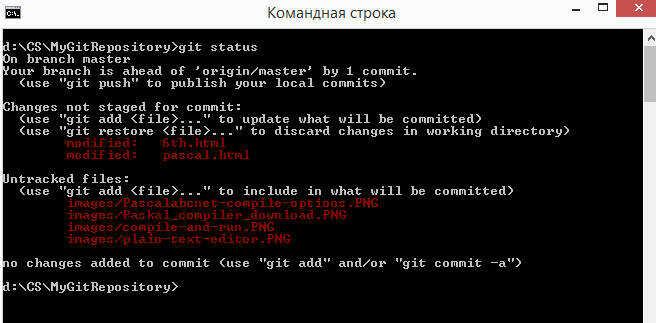 Командная строка
d:\CS\MyGitRepository>git status
On branch master
Your branch is ahead of 'origin/master' by 1 commit.
  (use "git push" to publish your local commits)
Changes not staged for commit:
  (use "git add <file>..." to update what will be committed)
  (use "git restore <file>..." to discard changes in working directory)
        modified:   6th.html
        modified:   pascal.html
Untracked files:
  (use "git add <file>..." to include in what will be committed)
        images/Pascalabcnet-compile-options.PNG
        images/Paskal_compiler_download.PNG
        images/compile-and-run.PNG
        images/plain-text-editor.PNG
no changes added to commit (use "git add" and/or "git commit -a")
d:\CS\MyGitRepository>